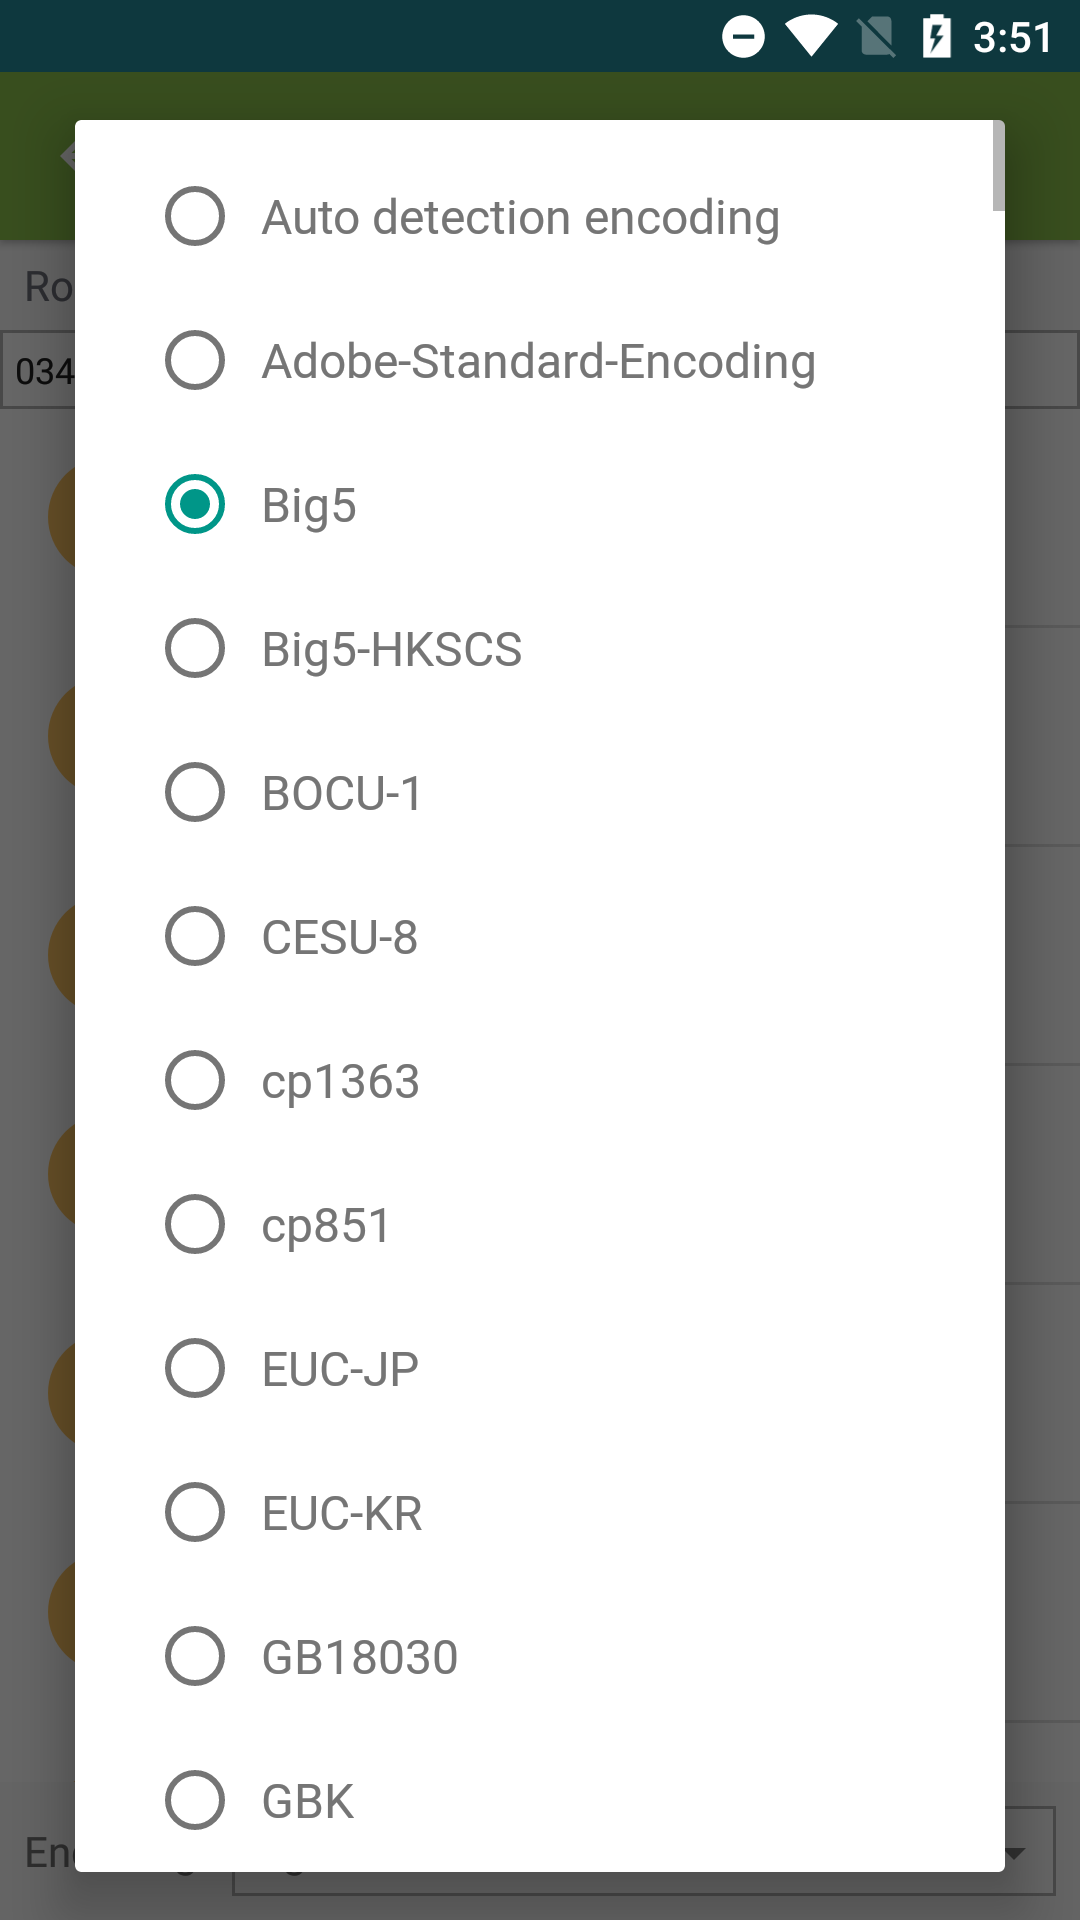 3:51
Ro
034
Auto detection encoding
Adobe-Standard-Encoding
Big5
Big5-HKSCS
BOCU-1
CESU-8
cp1363
cp851
EUC-JP
EUC-KR
GB18030
GBK